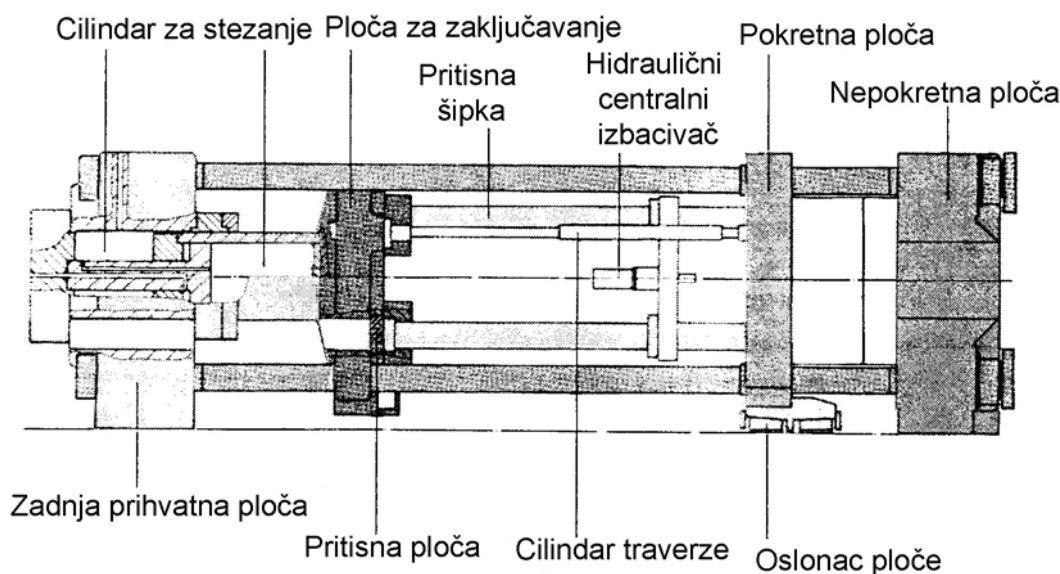 Cilindar za stezanje
Ploča za zaključavanje
Pritisna
šipka
Hidraulični
centralni
izbacivač
Pokretna ploča
Nepokretna ploča
Zadnja prihvatna ploča
Pritisna ploča
Cilindar traverze
Oslonac ploče